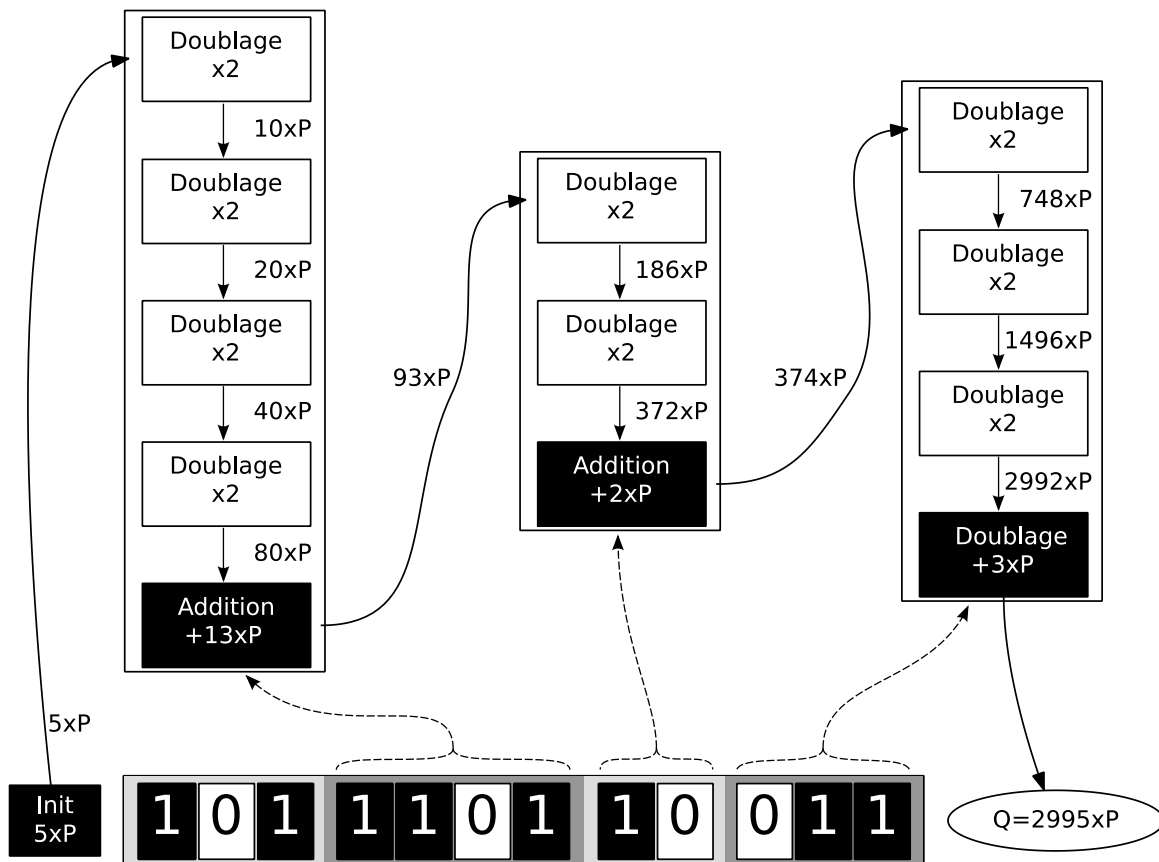 Doublage
x2
10xP
Doublage
x2
20xP
Doublage
x2
40xP
Doublage
x2
80xP
Addition
+13xP
93xP
Doublage
x2
186xP
Doublage
x2
372xP
Addition
+2xP
374xP
Doublage
x2
748xP
Doublage
x2
1496xP
Doublage
x2
2992xP
Doublage
+3xP
5xP
Init
5xP
1 0 1 1 1 0 1 1 0 0 1 1
Q=2995xP